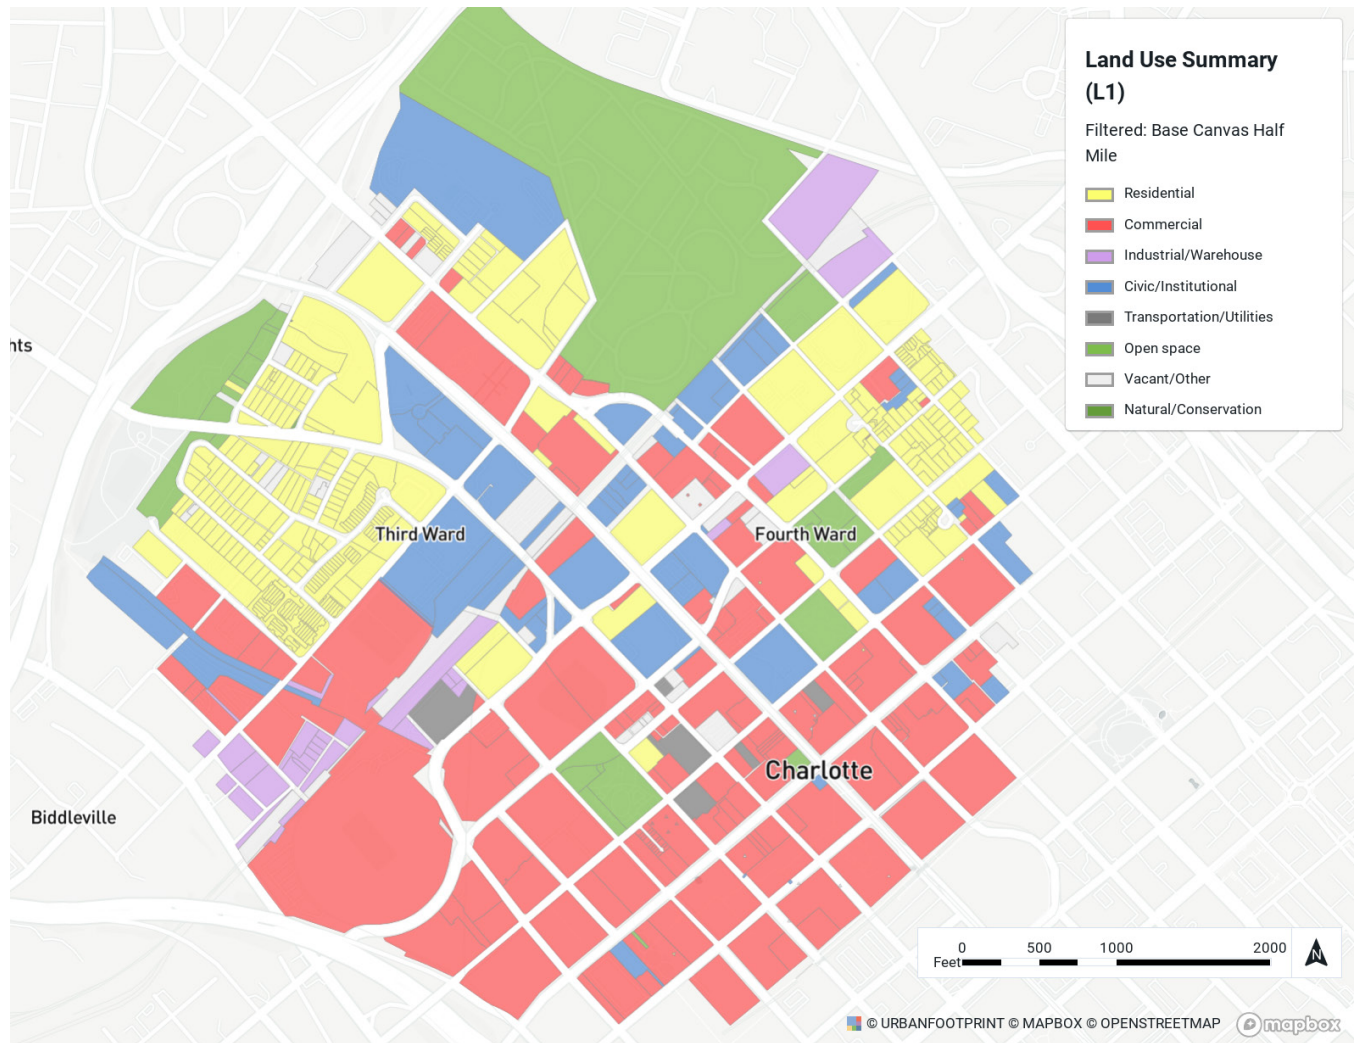 Land Use Summary
(L1)
Filtered: Base Canvas Half
Mile
Residential
Commercial
Industrial/Warehouse
Civic/Institutional
Transportation/Utilities
Open space
Vacant/Other
Natural/Conservation
hts
Third Ward
Fourth Ward
Charlotte
Biddleville
0 500 1000 2000
Feet
N
© URBANFOOTPRINT © MAPBOX © OPENSTREETMAP
mapbox